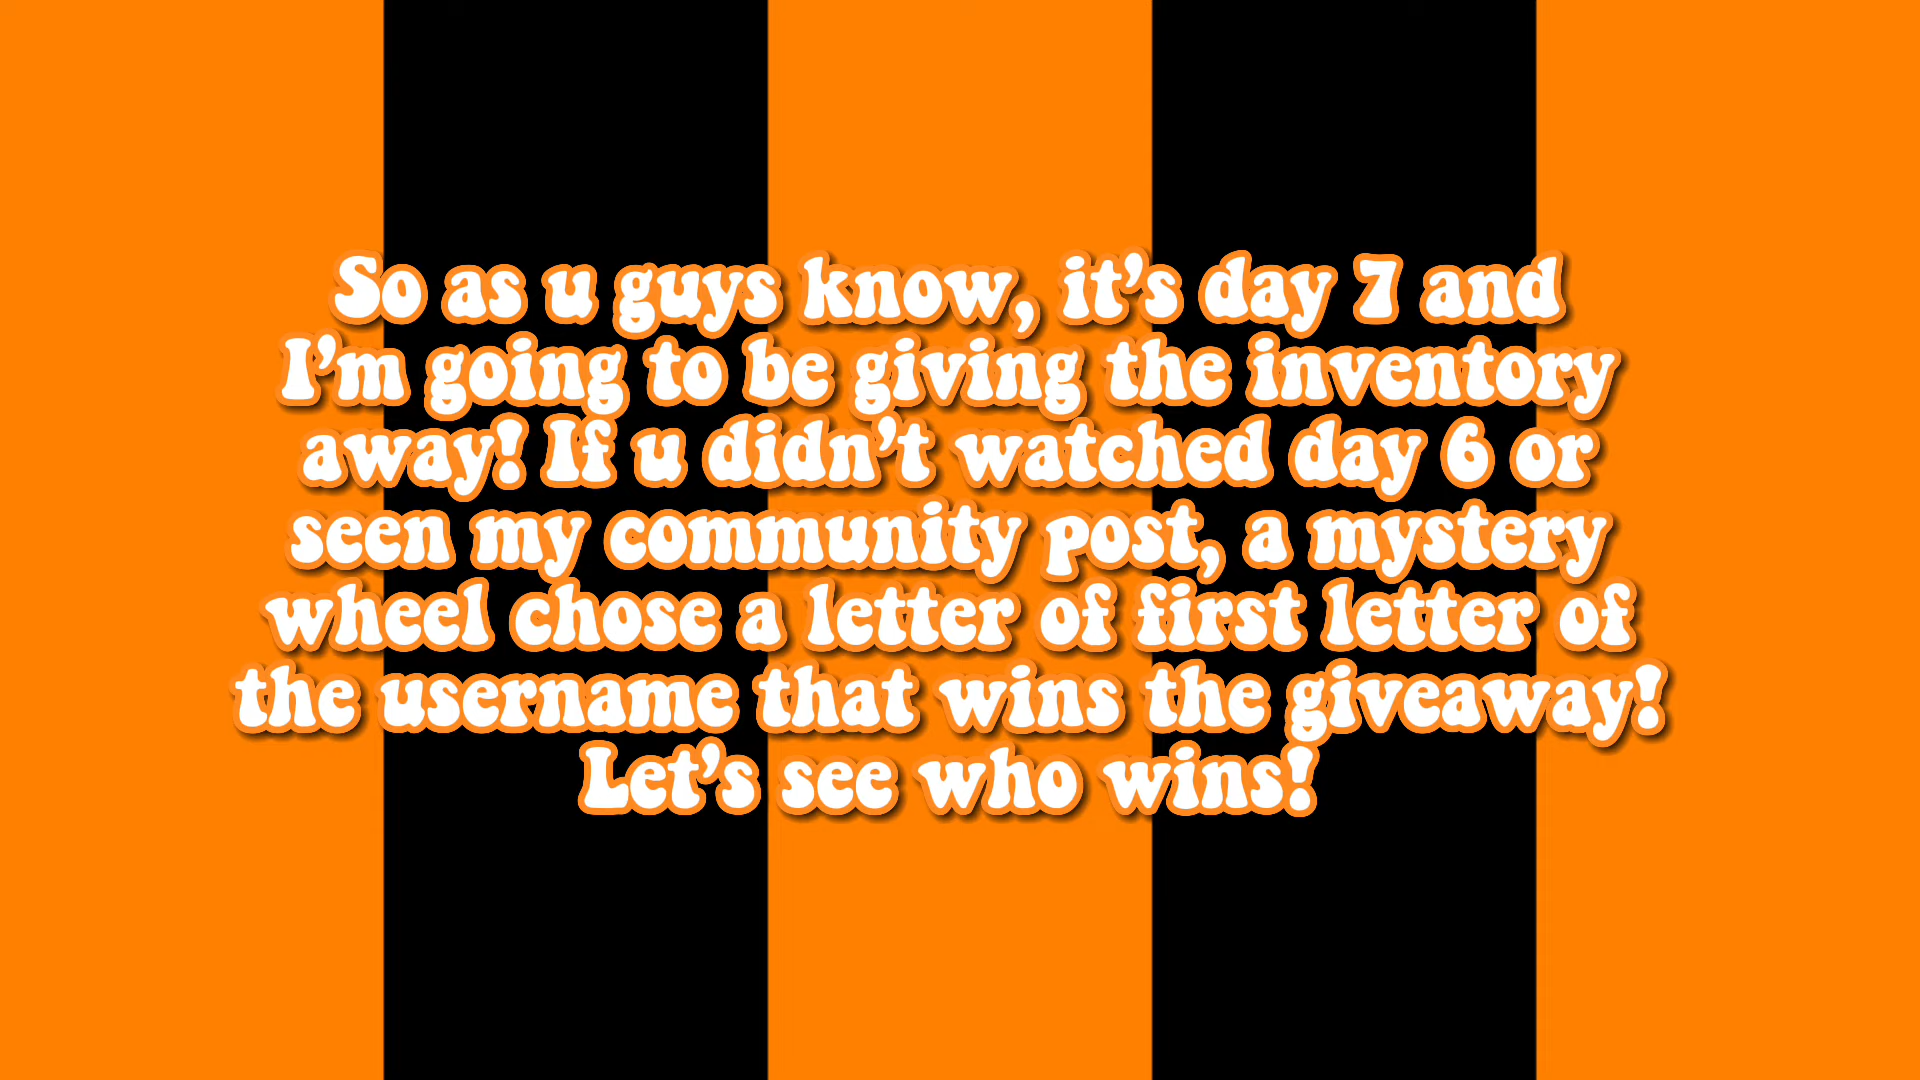 So as u guys know, it's day 7 and
I'm going to be giving the inventory
away! If u didn't watched day 6 or
seen my community post, a mystery
wheel chose a letter of first letter of
the username that wins the giveaway!
Let's see who wins!